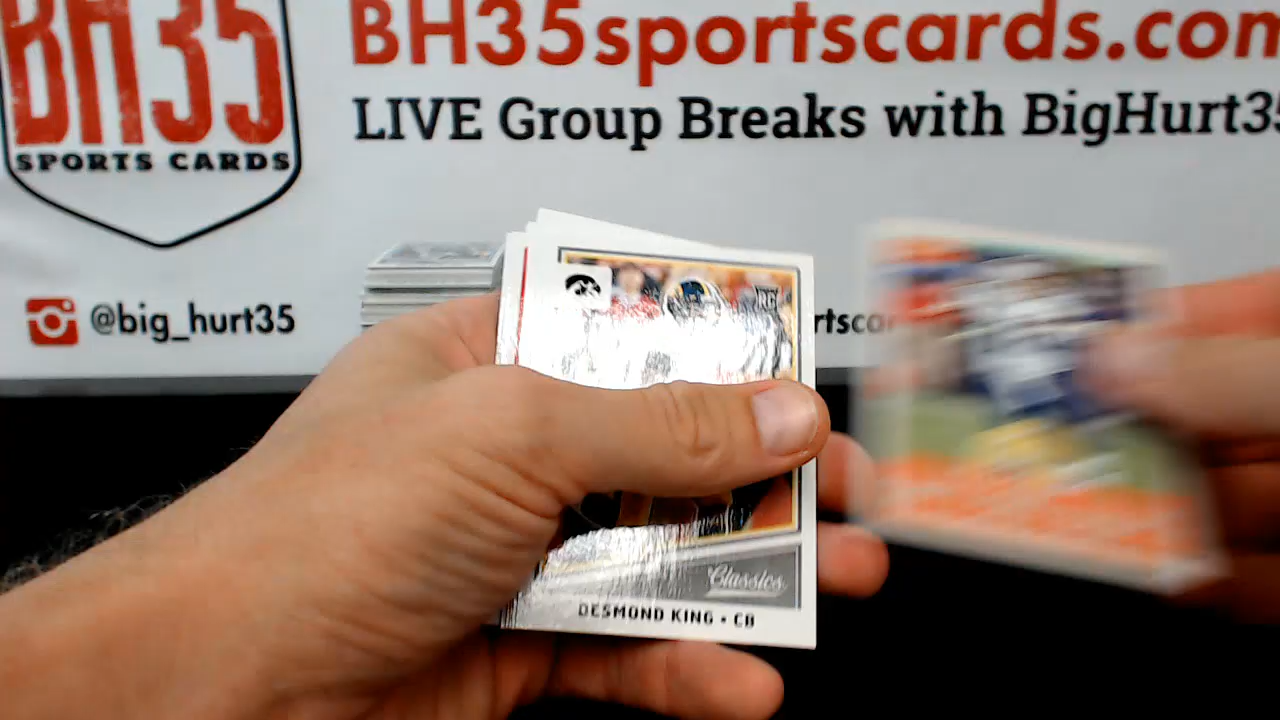 BH35
SPORTS CARDS
BH35sportscards.com
LIVE Group Breaks with BigHurt35
@big_hurt35
rtsca
RC
Classics
DESMOND KING • CB